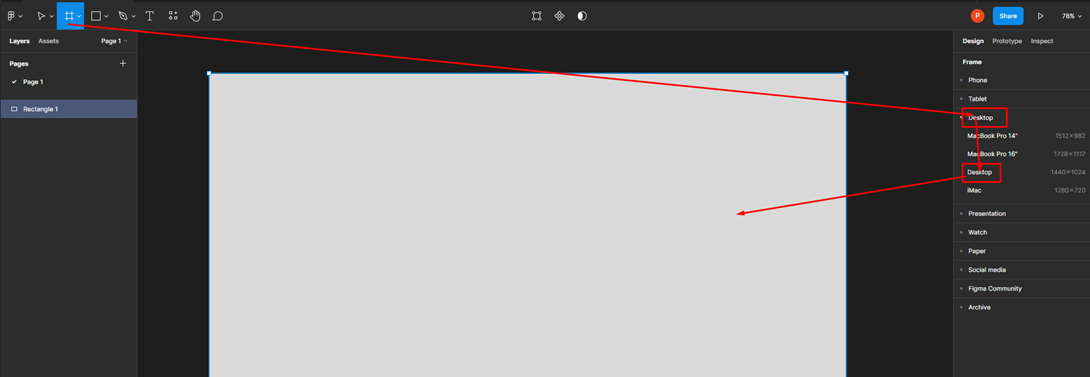 P
Share
78%
Layers
Assets
Page 1
Pages
Page 1
Rectangle 1
Design
Prototype
Inspect
Frame
Phone
Tablet
Desktop
MacBook Pro 14" 1512×982
MacBook Pro 16" 1728×1117
Desktop 1440×1024
iMac 1280×720
Presentation
Watch
Paper
Social media
Figma Community
Archive